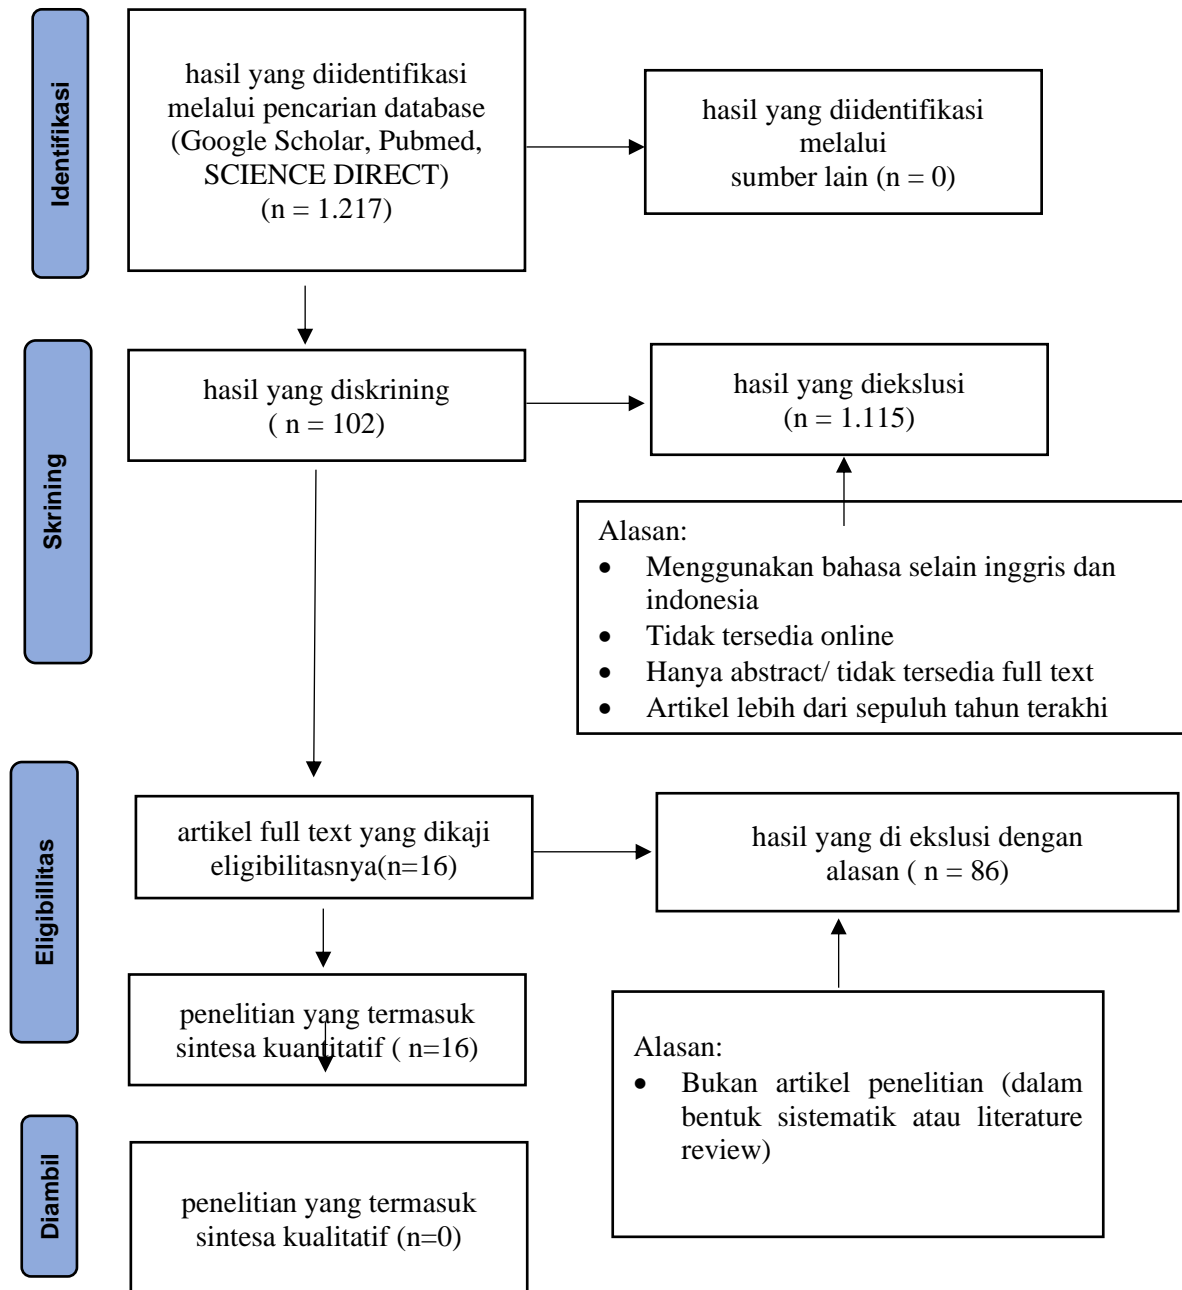 Identifikasi
hasil yang diidentifikasi
melalui pencarian database
(Google Scholar, Pubmed,
SCIENCE DIRECT)
(n = 1.217)
hasil yang diidentifikasi
melalui
sumber lain (n = 0)
Skrining
hasil yang diskrining
( n = 102)
hasil yang diekslusi
(n = 1.115)
Alasan:
• Menggunakan bahasa selain inggris dan
indonesia
• Tidak tersedia online
• Hanya abstract/ tidak tersedia full text
• Artikel lebih dari sepuluh tahun terakhi
Eligibillitas
artikel full text yang dikaji
eligibilitasnya(n=16)
hasil yang di ekslusi dengan
alasan ( n = 86)
penelitian yang termasuk
sintesa kuantitatif ( n=16)
Alasan:
• Bukan artikel penelitian (dalam
bentuk sistematik atau literature
review)
Diambil
penelitian yang termasuk
sintesa kualitatif (n=0)